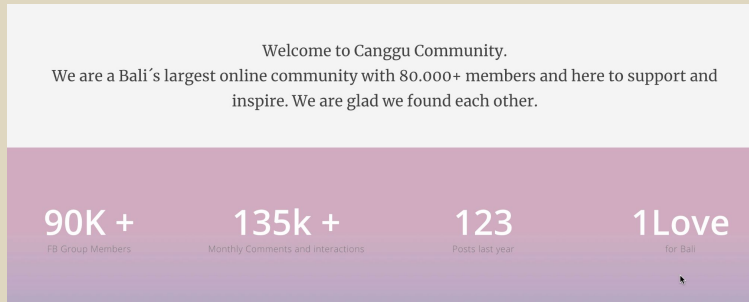 Welcome to Canggu Community.
We are a Bali´s largest online community with 80.000+ members and here to support and
inspire. We are glad we found each other.
90K + 135k + 123 1Love
FB Group Members Monthly Comments and interactions Posts last year for Bali